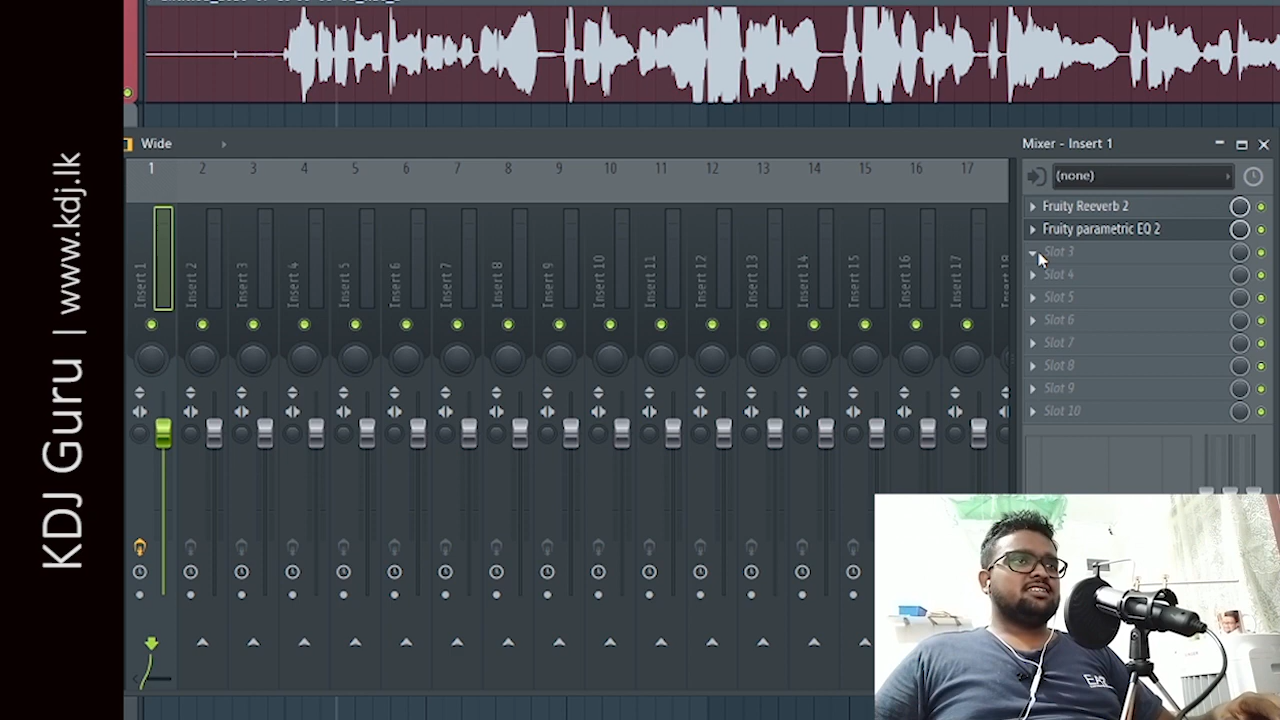 KDJ Guru | www.kdj.lk
Wide
Mixer - Insert 1
1 2 3 4 5 6 7 8 9 10 11 12 13 14 15 16 17
(none)
Fruity Reeverb 2
Fruity parametric EQ 2
Slot 3
Slot 4
Slot 5
Slot 6
Slot 7
Slot 8
Slot 9
Slot 10
Insert 1
Insert 2
Insert 3
Insert 4
Insert 5
Insert 6
Insert 7
Insert 8
Insert 9
Insert 10
Insert 11
Insert 12
Insert 13
Insert 14
Insert 15
Insert 16
Insert 17